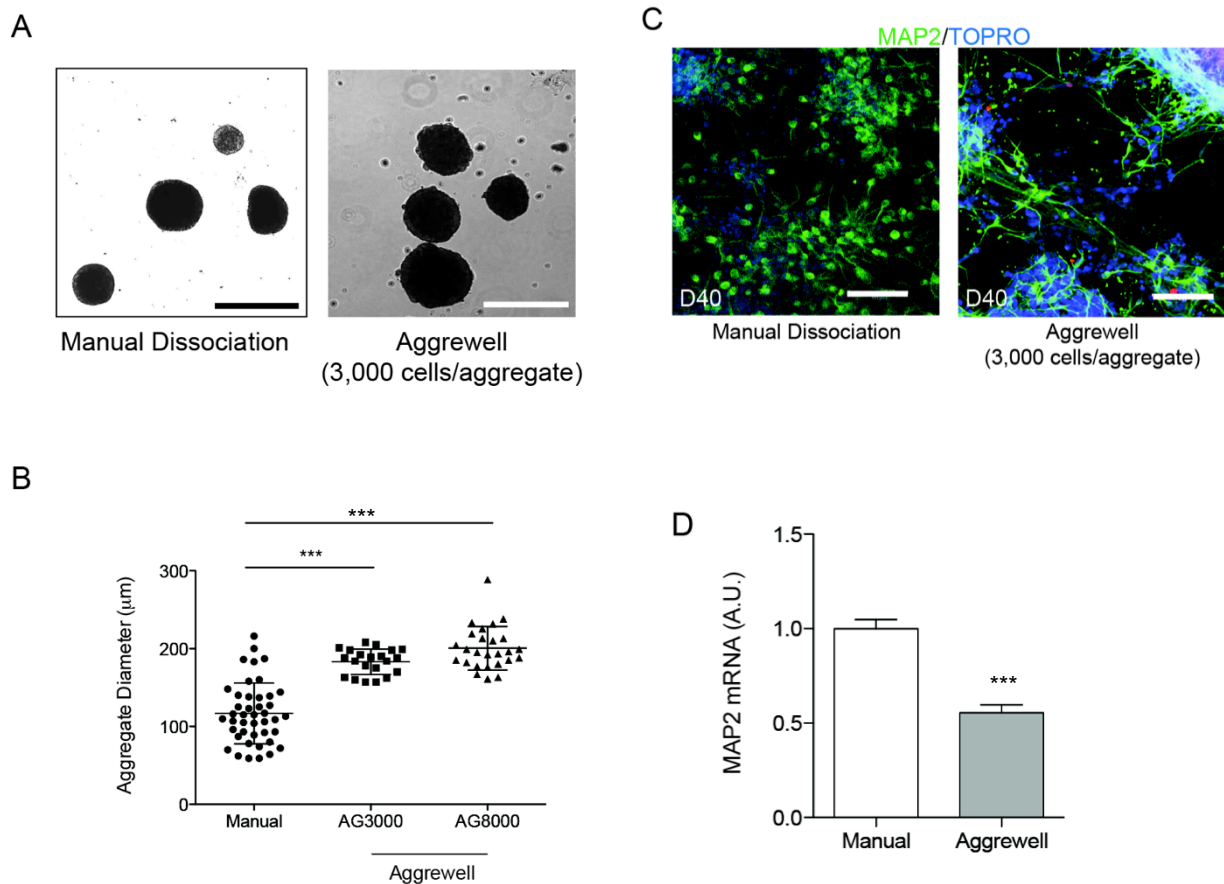 A
Manual Dissociation
Aggrewell
(3,000 cells/aggregate)
C
MAP2/TOPRO
D40
D40
Manual Dissociation
Aggrewell
(3,000 cells/aggregate)
B
***
***
Aggregate Diameter (µm)
300
200
100
0
Manual AG3000 AG8000
Aggrewell
D
MAP2 mRNA (A.U.)
1.5
1.0
0.5
0.0
***
Manual Aggrewell